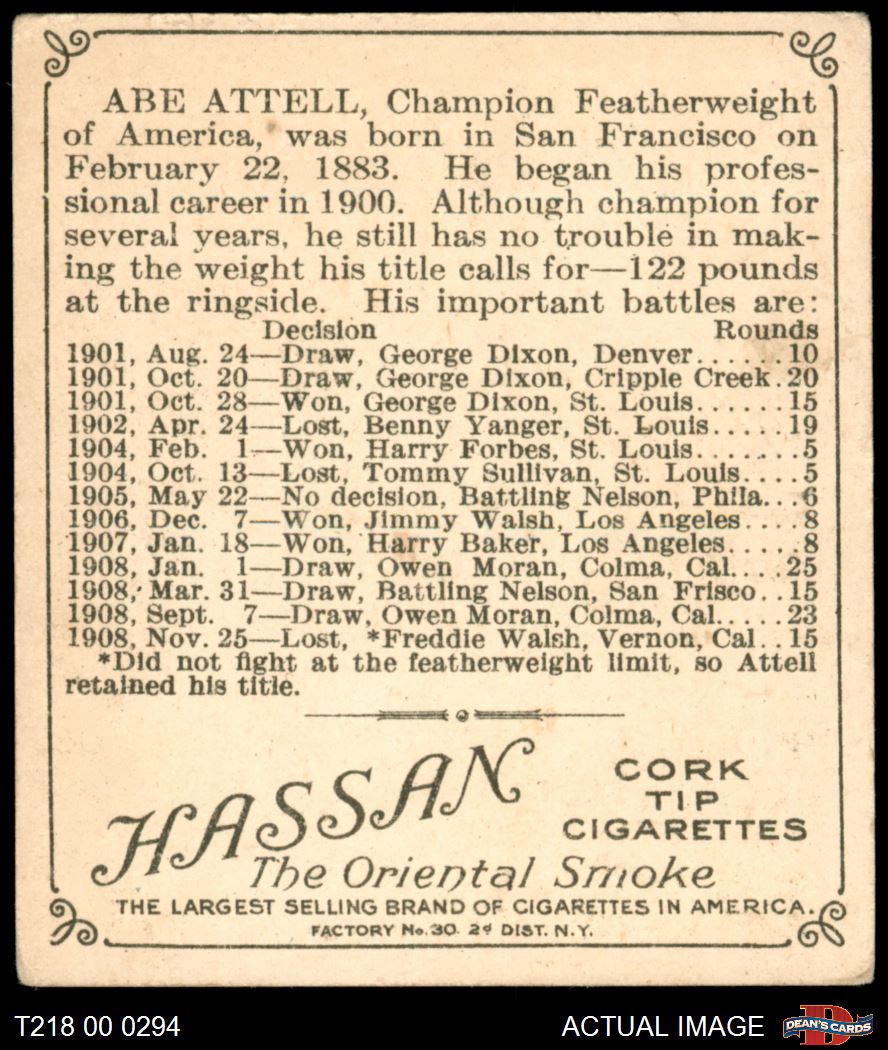 ABE ATTELL, Champion Featherweight
of America, was born in San Francisco on
February 22, 1883. He began his profes-
sional career in 1900. Although champion for
several years, he still has no trouble in mak-
ing the weight his title calls for—122 pounds
at the ringside. His important battles are:
Decision Rounds
1901, Aug. 24—Draw, George Dixon, Denver......10
1901, Oct. 20—Draw, George Dixon, Cripple Creek.20
1901, Oct. 28—Won, George Dixon, St. Louis......15
1902, Apr. 24—Lost, Benny Yanger, St. Louis.....19
1904, Feb. 1—Won, Harry Forbes, St. Louis.......5
1904, Oct. 13—Lost, Tommy Sullivan, St. Louis....5
1905, May 22—No decision, Battling Nelson, Phila...6
1906, Dec. 7—Won, Jimmy Walsh, Los Angeles....8
1907, Jan. 18—Won, Harry Baker, Los Angeles.....8
1908, Jan. 1—Draw, Owen Moran, Colma, Cal....25
1908, Mar. 31—Draw, Battling Nelson, San Frisco..15
1908, Sept. 7—Draw, Owen Moran, Colma, Cal.....23
1908, Nov. 25—Lost, *Freddie Walsh, Vernon, Cal..15
*Did not fight at the featherweight limit, so Attell
retained his title.
HASSAN
CORK
TIP
CIGARETTES
The Oriental Smoke
THE LARGEST SELLING BRAND OF CIGARETTES IN AMERICA.
FACTORY No. 30. 2d DIST. N.Y.
T218 00 0294 ACTUAL IMAGE DEAN'S CARDS